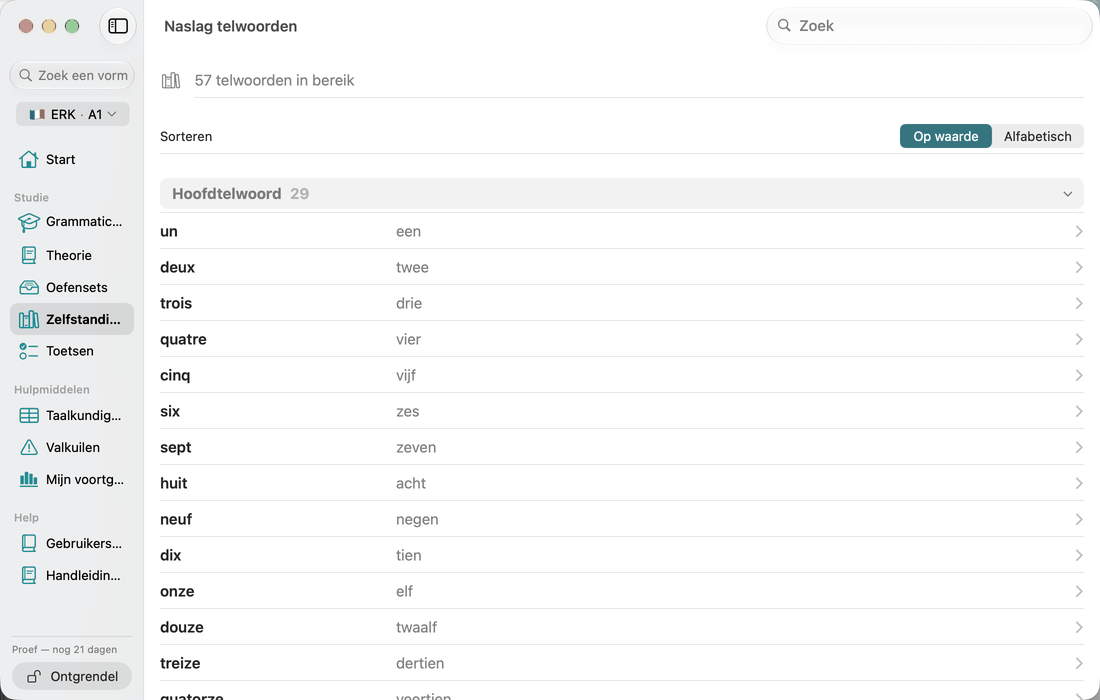 Naslag telwoorden
Zoek
Zoek een vorm
ERK · A1
Start
Studie
Grammatic...
Theorie
Oefensets
Zelfstandi...
Toetsen
Hulpmiddelen
Taalkundig...
Valkuilen
Mijn voortg...
Help
Gebruikers...
Handleidin...
Proef — nog 21 dagen
Ontgrendel
57 telwoorden in bereik
Sorteren
Op waarde Alfabetisch
Hoofdtelwoord 29
un een
deux twee
trois drie
quatre vier
cinq vijf
six zes
sept zeven
huit acht
neuf negen
dix tien
onze elf
douze twaalf
treize dertien
quatorze veertien